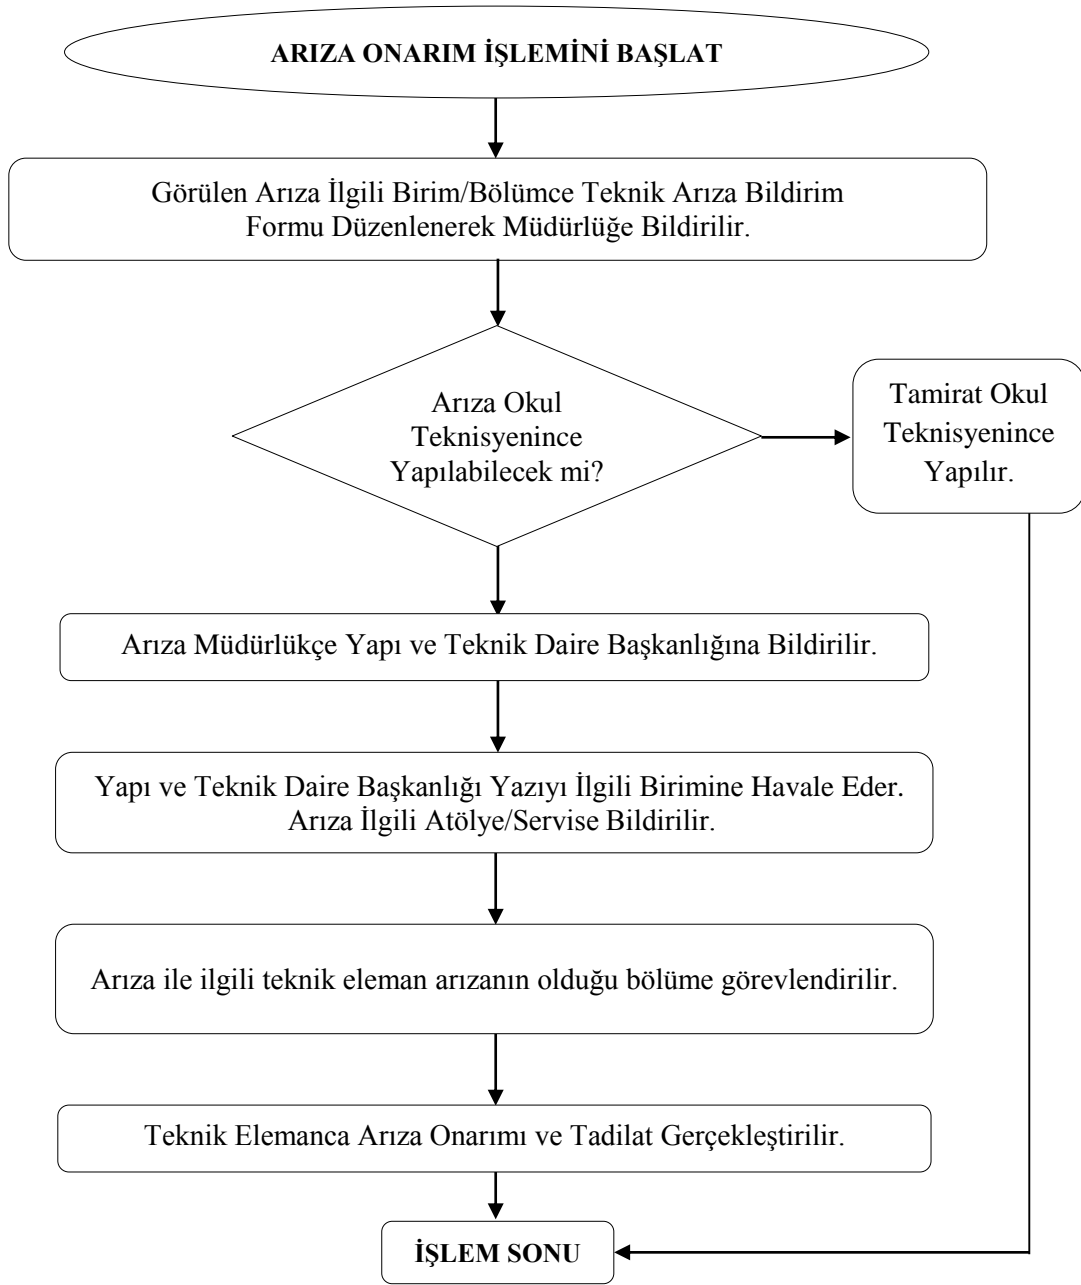 ARIZA ONARIM İŞLEMİNİ BAŞLAT
Görülen Arıza İlgili Birim/Bölümce Teknik Arıza Bildirim
Formu Düzenlenerek Müdürlüğe Bildirilir.
Arıza Okul
Teknisyenince
Yapılabilecek mi?
Tamirat Okul
Teknisyenince
Yapılır.
Arıza Müdürlükçe Yapı ve Teknik Daire Başkanlığına Bildirilir.
Yapı ve Teknik Daire Başkanlığı Yazıyı İlgili Birimine Havale Eder.
Arıza İlgili Atölye/Servise Bildirilir.
Arıza ile ilgili teknik eleman arızanın olduğu bölüme görevlendirilir.
Teknik Elemanca Arıza Onarımı ve Tadilat Gerçekleştirilir.
İŞLEM SONU